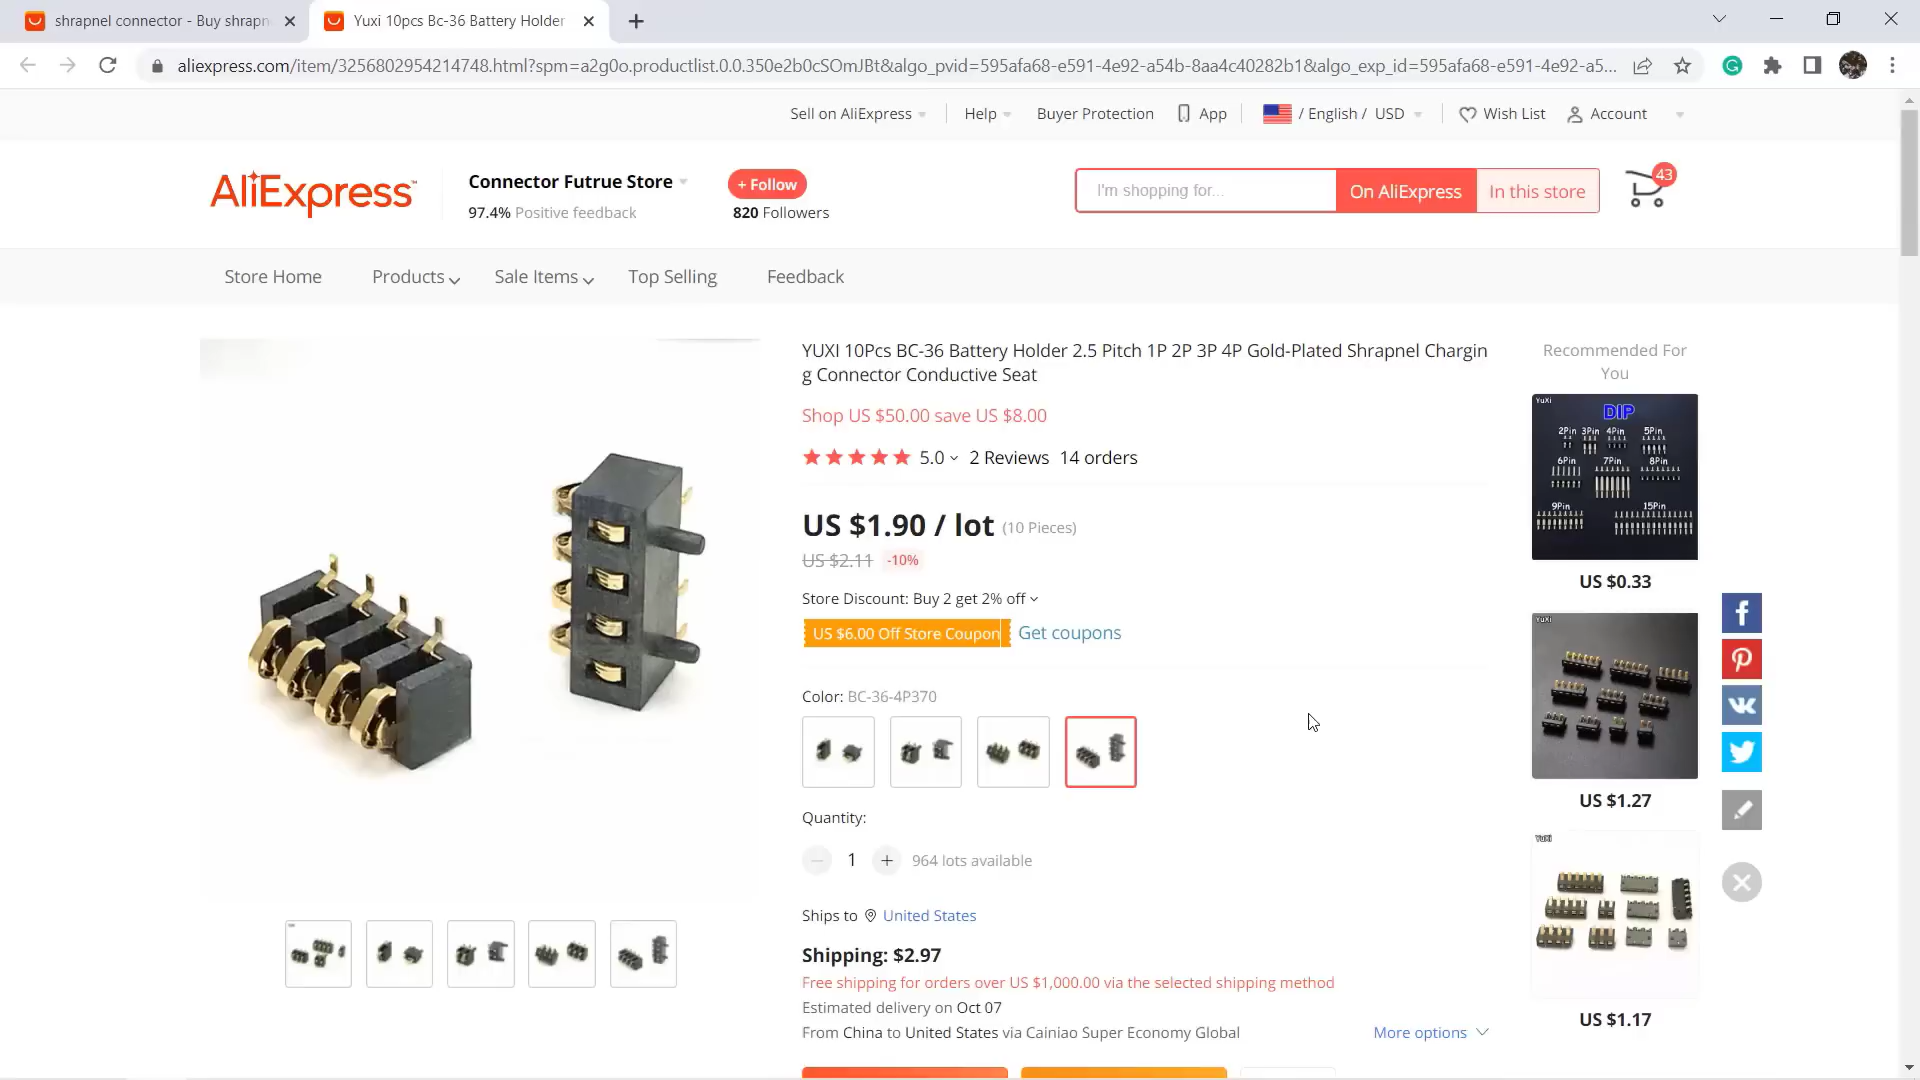 shrapnel connector - Buy shrapn
Yuxi 10pcs Bc-36 Battery Holder
aliexpress.com/item/3256802954214748.html?spm=a2g0o.productlist.0.0.350e2b0cSOmJBt&algo_pvid=595afa68-e591-4e92-a54b-8aa4c40282b1&algo_exp_id=595afa68-e591-4e92-a5...
Sell on AliExpress
Help
Buyer Protection
App
/ English / USD
Wish List
Account
AliExpress™
Connector Futrue Store
97.4% Positive feedback
+ Follow
820 Followers
I'm shopping for...
On AliExpress
In this store
43
Store Home
Products
Sale Items
Top Selling
Feedback
YUXI 10Pcs BC-36 Battery Holder 2.5 Pitch 1P 2P 3P 4P Gold-Plated Shrapnel Chargin
g Connector Conductive Seat
Shop US $50.00 save US $8.00
5.0 2 Reviews 14 orders
US $1.90 / lot (10 Pieces)
US $2.11 -10%
Store Discount: Buy 2 get 2% off
US $6.00 Off Store Coupon Get coupons
Color: BC-36-4P370
Quantity:
1
964 lots available
Ships to United States
Shipping: $2.97
Free shipping for orders over US $1,000.00 via the selected shipping method
Estimated delivery on Oct 07
From China to United States via Cainiao Super Economy Global
More options
Recommended For
You
YuXi
DIP
2Pin 3Pin 4Pin 5Pin
6Pin 7Pin 8Pin
9Pin 15Pin
US $0.33
YuXi
US $1.27
YuXi
US $1.17